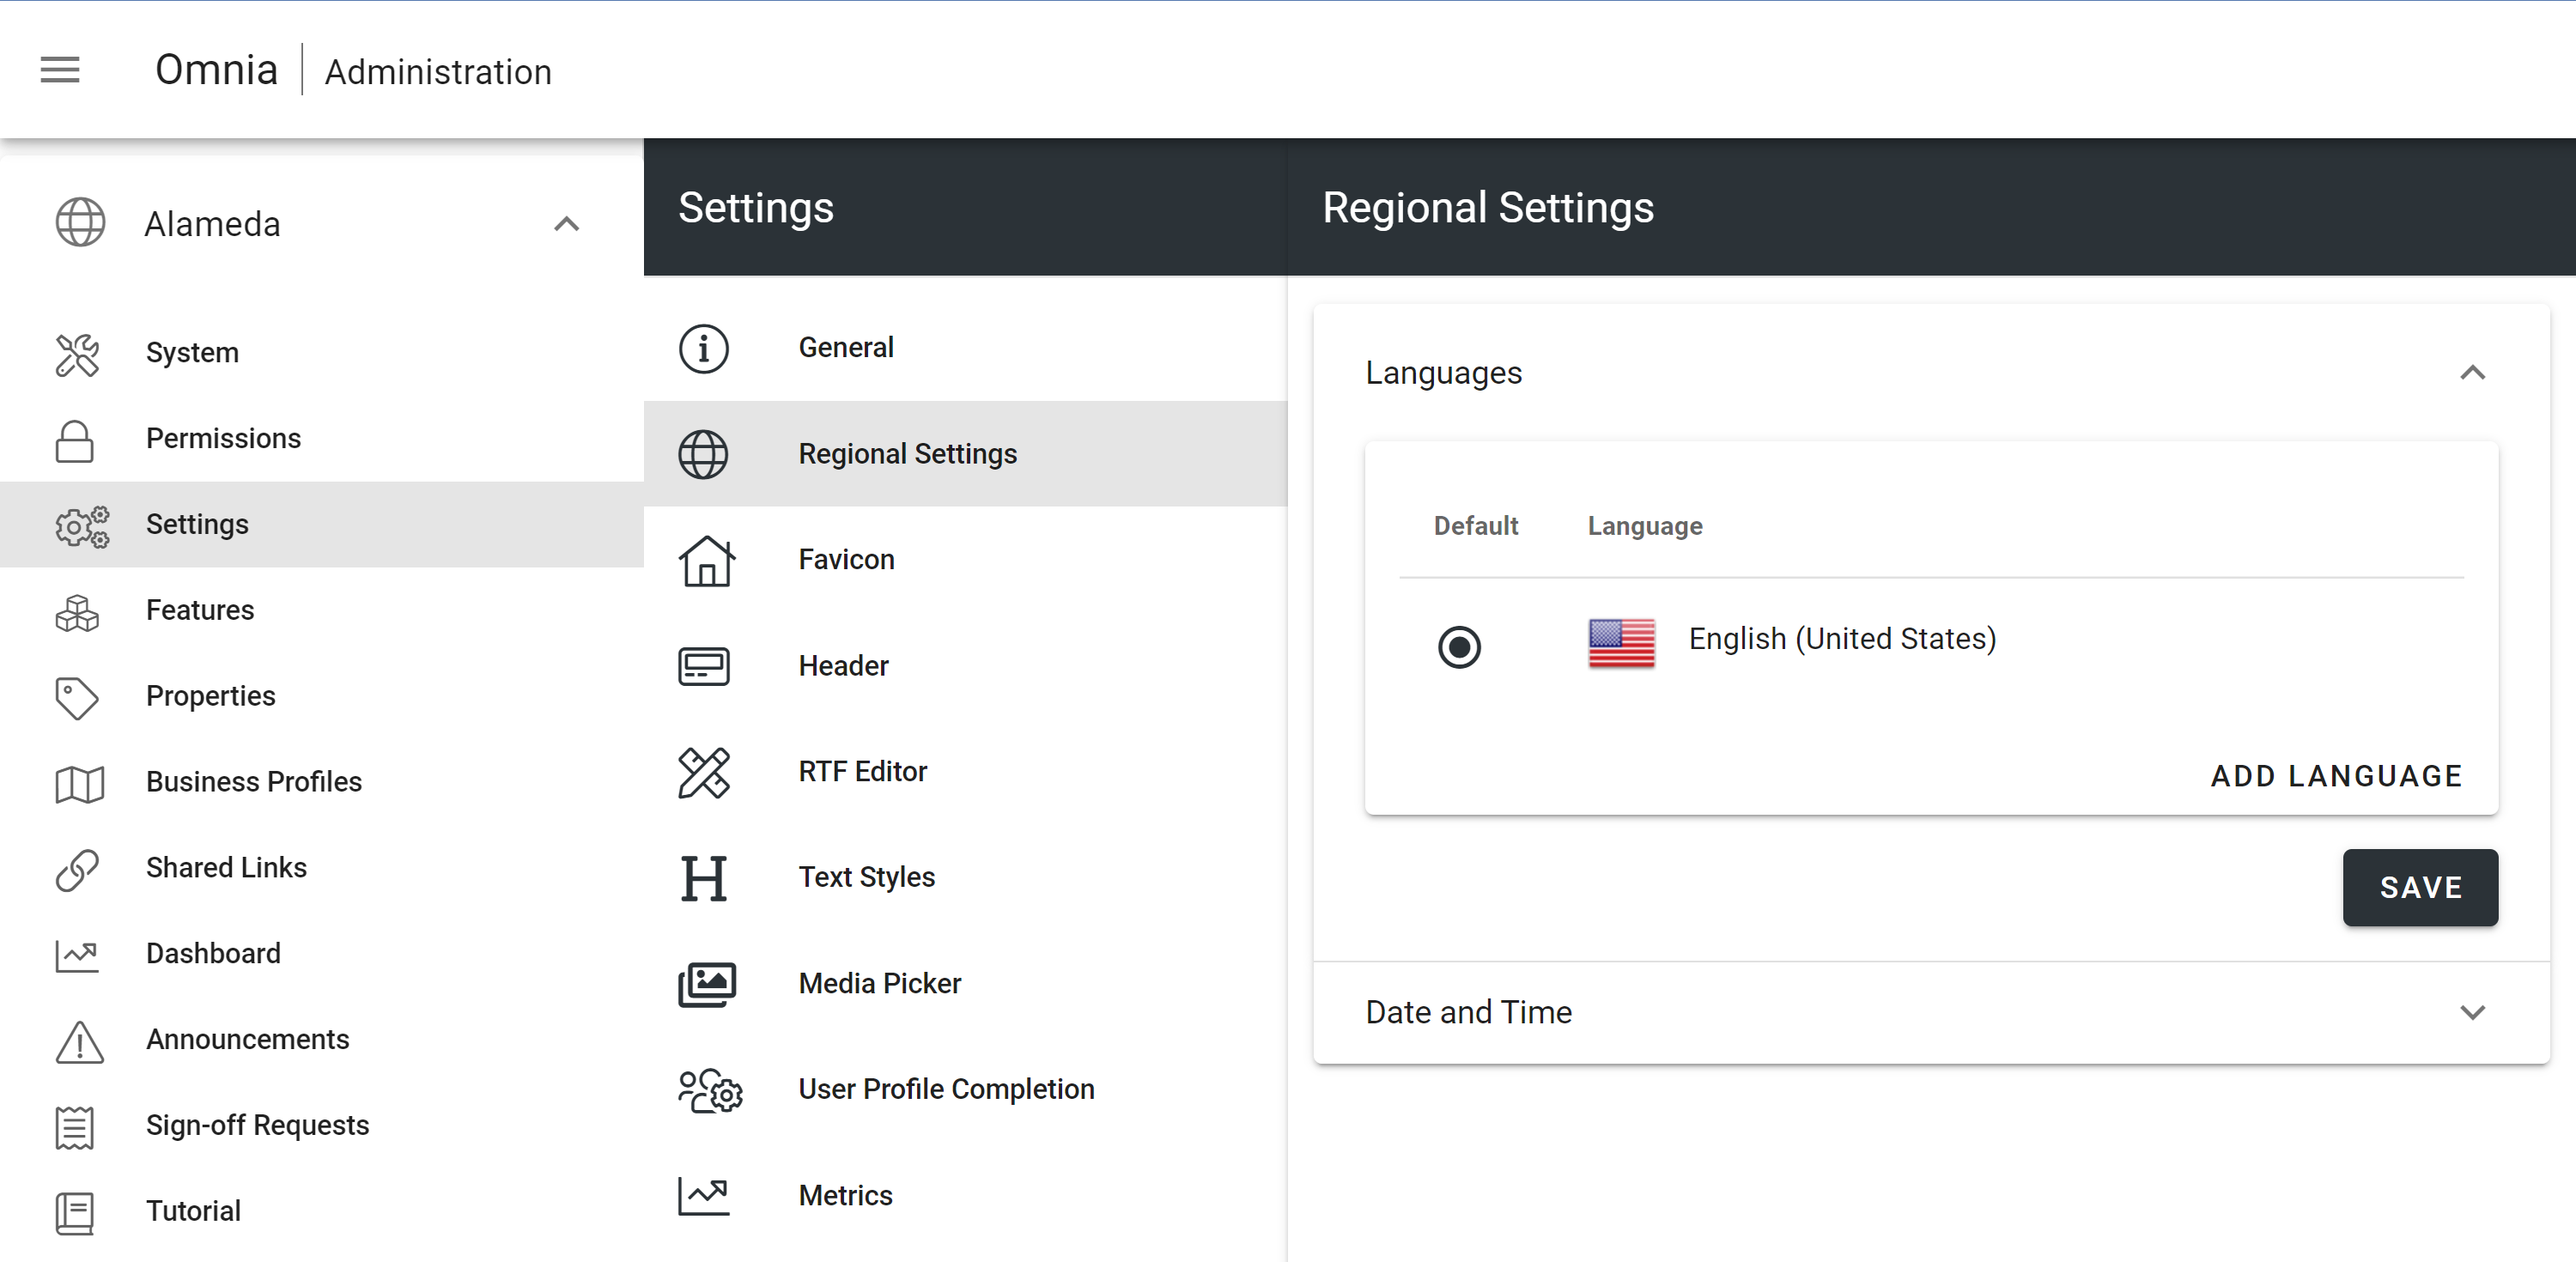 Omnia
Administration
Alameda
System
Permissions
Settings
Features
Properties
Business Profiles
Shared Links
Dashboard
Announcements
Sign-off Requests
Tutorial
Settings
General
Regional Settings
Favicon
Header
RTF Editor
Text Styles
Media Picker
User Profile Completion
Metrics
Regional Settings
Languages
Default Language
English (United States)
ADD LANGUAGE
SAVE
Date and Time